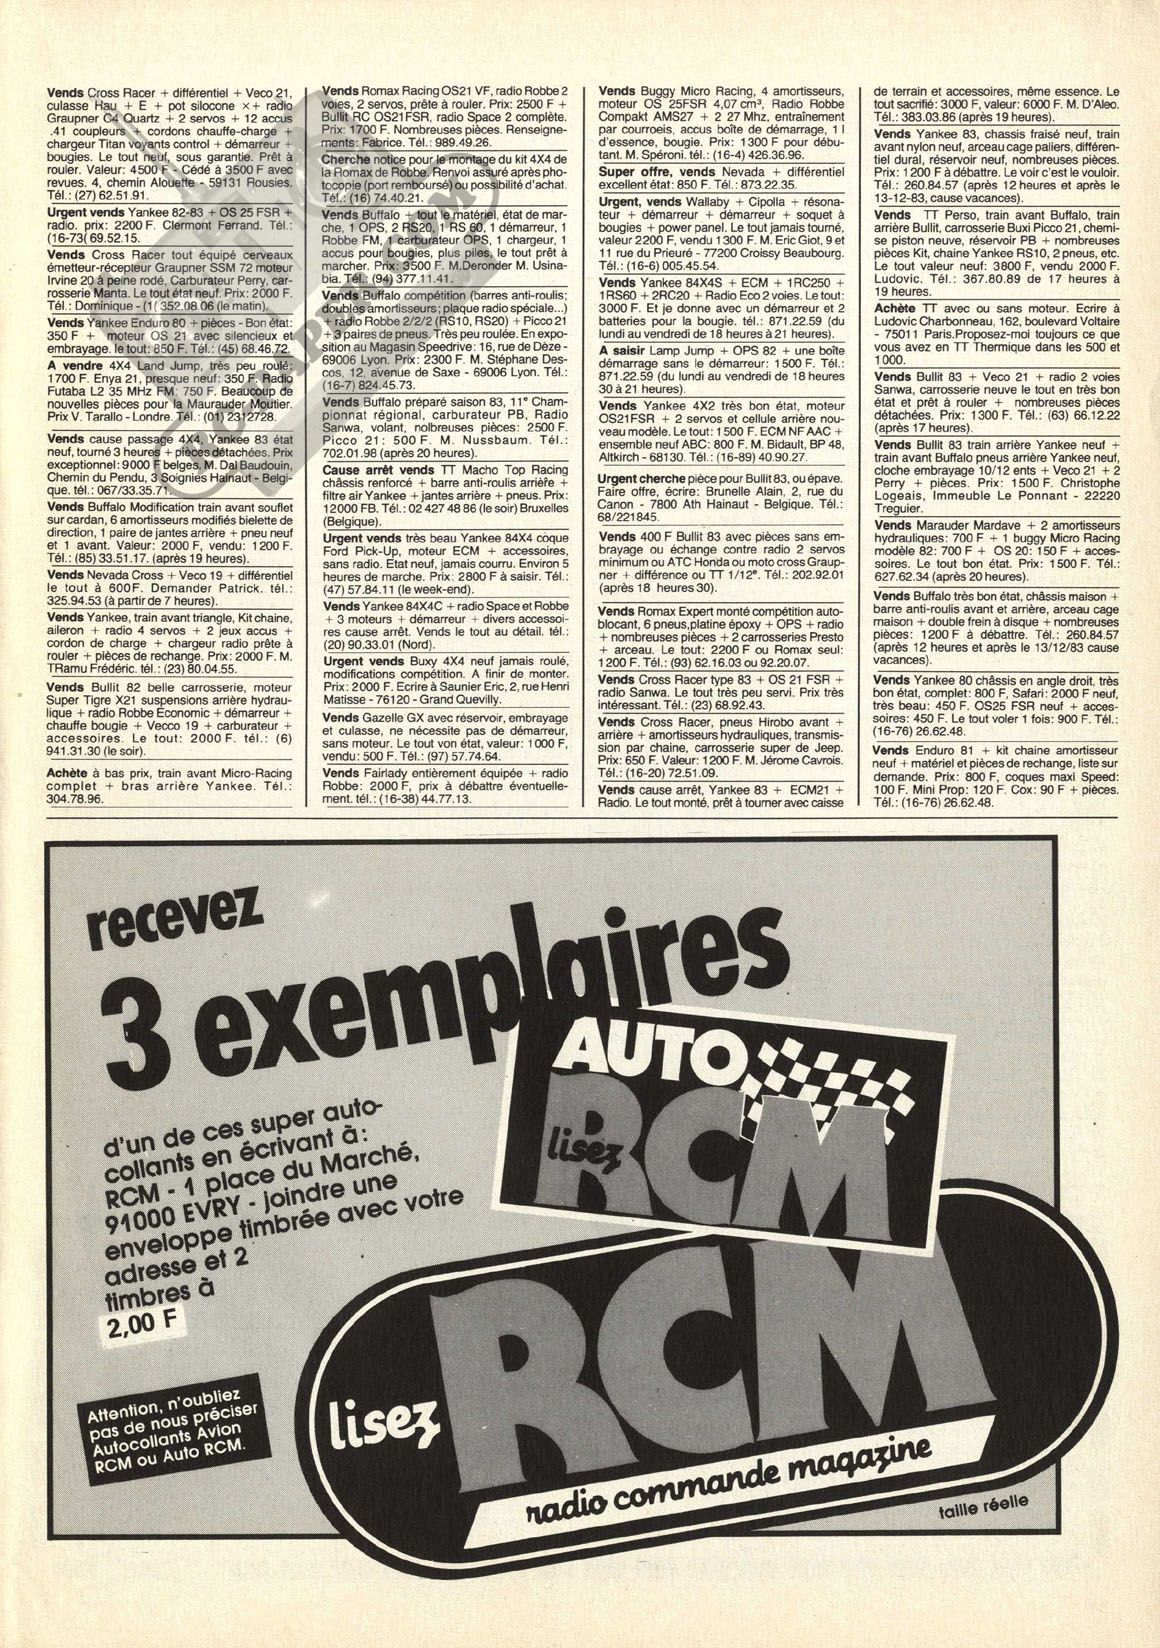 Vends Cross Racer + différentiel + Veco 21,
culasse Hau + E + pot silocone ×+ radio
Graupner C4 Quartz + 2 servos + 12 accus
.41 coupleurs + cordons chauffe-charge +
chargeur Titan voyants control + démarreur +
bougies. Le tout neuf, sous garantie. Prêt à
rouler. Valeur: 4500 F - Cédé à 3500 F avec
revues. 4, chemin Alouette - 59131 Rousies.
Tél.: (27) 62.51.91.
Urgent vends Yankee 82-83 + OS 25 FSR +
radio. prix: 2200 F. Clermont Ferrand. Tél.:
(16-73( 69.52.15.
Vends Cross Racer tout équipé cerveaux
émetteur-récepteur Graupner SSM 72 moteur
Irvine 20 à peine rodé, Carburateur Perry, car-
rosserie Manta. Le tout état neuf. Prix: 2000 F.
Tél.: Dominique - (1( 352.08.06 (le matin).
Vends Yankee Enduro 80 + pièces - Bon état:
350 F + moteur OS 21 avec silencieux et
embrayage. le tout: 850 F. Tél.: (45) 68.46.72.
A vendre 4X4 Land Jump, très peu roulé:
1700 F. Enya 21, presque neuf: 350 F. Radio
Futaba L2 35 MHz FM: 750 F. Beaucoup de
nouvelles pièces pour la Maurauder Moutier.
Prix V. Tarallo - Londre. Tél.: (01) 2312728.
Vends cause passage 4X4, Yankee 83 état
neuf, tourné 3 heures + pièces détachées. Prix
exceptionnel: 9000 F belges. M. Dal Baudouin,
Chemin du Pendu, 3 Soignies Hainaut - Belgi-
que. tél.: 067/33.35.71.
Vends Buffalo Modification train avant souflet
sur cardan, 6 amortisseurs modifiés bielette de
direction, 1 paire de jantes arrière + pneu neuf
et 1 avant. Valeur: 2000 F, vendu: 1200 F.
Tél.: (85) 33.51.17. (après 19 heures).
Vends Nevada Cross + Veco 19 + différentiel
le tout à 600F. Demander Patrick. tél.:
325.94.53 (à partir de 7 heures).
Vends Yankee, train avant triangle, Kit chaine,
aileron + radio 4 servos + 2 jeux accus +
cordon de charge + chargeur radio prête à
rouler + pièces de rechange. Prix: 2000 F. M.
TRamu Frédéric. tél.: (23) 80.04.55.
Vends Bullit 82 belle carrosserie, moteur
Super Tigre X21 suspensions arrière hydrau-
lique + radio Robbe Economic + démarreur +
chauffe bougie + Vecco 19 + carburateur +
accessoires. Le tout: 2000 F. tél.: (6)
941.31.30 (le soir).
Achète à bas prix, train avant Micro-Racing
complet + bras arrière Yankee. Tél.:
304.78.96.
Vends Romax Racing OS21 VF, radio Robbe 2
voies, 2 servos, prête à rouler. Prix: 2500 F +
Bullit RC OS21FSR, radio Space 2 complète.
Prix: 1700 F. Nombreuses pièces. Renseigne-
ments: Fabrice. Tél.: 989.49.26.
Cherche notice pour le montage du kit 4X4 de
la Romax de Robbe. Renvoi assuré après pho-
tocopie (port remboursé) ou possibilité d'achat.
Tél.: (16) 74.40.21.
Vends Buffalo + tout le matériel, état de mar-
che, 1 OPS, 2 RS20, 1 RS 60, 1 démarreur, 1
Robbe FM, carburateur OPS, 1 chargeur, 1
accus pour bougies, plus piles, le tout prêt à
marcher. Prix: 3500 F. M.Deronder M. Usina-
bia. Tél.: (94) 377.11.41.
Vends Buffalo compétition (barres anti-roulis;
doubles amortisseurs; plaque radio spéciale...)
+ radio Robbe 2/2/2 (RS10, RS20) + Picco 21
+ 3 paires de pneus. Très peu roulée. En expo-
sition au Magasin Speedrive: 16, rue de Dèze -
69006 Lyon. Prix: 2300 F. M. Stéphane Des-
cos, 12, avenue de Saxe - 69006 Lyon. Tél.:
(16-7) 824.45.73.
Vends Buffalo préparé saison 83, 11e Cham-
pionnat régional, carburateur PB, Radio
Sanwa, volant, nolbreuses pièces: 2500 F.
Picco 21: 500 F. M. Nussbaum. Tél.:
702.01.98 (après 20 heures).
Cause arrêt vends TT Macho Top Racing
châssis renforcé + barre anti-roulis arrière +
filtre air Yankee + jantes arrière + pneus. Prix:
12000 FB. Tél.: 02 427 48 86 (le soir) Bruxelles
(Belgique).
Urgent vends très beau Yankee 84X4 coque
Ford Pick-Up, moteur ECM + accessoires,
sans radio. Etat neuf, jamais couru. Environ 5
heures de marche. Prix: 2800 F à saisir. Tél.:
(47) 57.84.11 (le week-end).
Vends Yankee 84X4C + radio Space et Robbe
+ 3 moteurs + démarreur + divers accessoi-
res cause arrêt. Vends le tout au détail. tél.:
(20) 90.33.01 (Nord).
Urgent vends Buxy 4X4 neuf jamais roulé,
modifications compétition. A finir de monter.
Prix: 2000 F. Ecrire à Saunier Eric, 2, rue Henri
Matisse - 76120 - Grand Quevilly.
Vends Gazelle GX avec réservoir, embrayage
et culasse, ne nécessite pas de démarreur,
sans moteur. Le tout von état, valeur: 1000 F,
vendu: 500 F. Tél.: (97) 57.74.64.
Vends Fairlady entièrement équipée + radio
Robbe: 2000 F, prix à débattre éventuelle-
ment. tél.: (16-38) 44.77.13.
Vends Buggy Micro Racing, 4 amortisseurs,
moteur OS 25FSR 4,07 cm³, Radio Robbe
Compakt AMS27 + 2 27 Mhz, entraînement
par courroeis, accus boîte de démarrage, 1 l
d'essence, bougie. Prix: 1300 F pour débu-
tant. M. Spéroni. tél.: (16-4) 426.36.96.
Super offre, vends Nevada + différentiel
excellent état: 850 F. Tél.: 873.22.35.
Urgent, vends Wallaby + Cipolla + résona-
teur + démarreur + démarreur + soquet à
bougies + power panel. Le tout jamais tourné,
valeur 2200 F, vendu 1300 F. M. Eric Giot, 9 et
11 rue du Prieuré - 77200 Croissy Beaubourg.
Tél.: (16-6) 005.45.54.
Vends Yankee 84X4S + ECM + 1RC250 +
1RS60 + 2RC20 + Radio Eco 2 voies. Le tout:
3000 F. Et je donne avec un démarreur et 2
batteries pour la bougie. tél.: 871.22.59 (du
lundi au vendredi de 18 heures à 21 heures).
A saisir Lamp Jump + OPS 82 + une boîte
démarrage sans le démarreur: 1500 F. Tél.:
871.22.59 (du lundi au vendredi de 18 heures
30 à 21 heures).
Vends Yankee 4X2 très bon état, moteur
OS21FSR + 2 servos et cellule arrière nou-
veau modèle. Le tout: 1500 F. ECM NF AAC +
ensemble neuf ABC: 800 F. M. Bidault, BP 48,
Altkirch - 68130. Tél.: (16-89) 40.90.27.
Urgent cherche pièce pour Bullit 83, ou épave.
Faire offre, écrire: Brunelle Alain, 2, rue du
Canon - 7800 Ath Hainaut - Belgique. Tél.:
68/221845.
Vends 400 F Bullit 83 avec pièces sans em-
brayage ou échange contre radio 2 servos
minimum ou ATC Honda ou moto cross Graup-
ner + différence ou TT 1/12e. Tél.: 202.92.01
(après 18 heures 30).
Vends Romax Expert monté compétition auto-
blocant, 6 pneus, platine époxy + OPS + radio
+ nombreuses pièces + 2 carrosseries Presto
+ arceau. Le tout: 2200 F ou Romax seul:
1200 F. Tél.: (93) 62.16.03 ou 92.20.07.
Vends Cross Racer type 83 + OS 21 FSR +
radio Sanwa. Le tout très peu servi. Prix très
intéressant. Tél.: (23) 68.92.43.
Vends Cross Racer, pneus Hirobo avant +
arrière + amortisseurs hydrauliques, transmis-
sion par chaine, carrosserie super de Jeep.
Prix: 650 F. Valeur: 1200 F. M. Jérome Cavrois.
Tél.: (16-20) 72.51.09.
Vends cause arrêt, Yankee 83 + ECM21 +
Radio. Le tout monté, prêt à tourner avec caisse
de terrain et accessoires, même essence. Le
tout sacrifié: 3000 F, valeur: 6000 F. M. D'Aleo.
Tél.: 383.03.86 (après 19 heures).
Vends Yankee 83, chassis fraisé neuf, train
avant nylon neuf, arceau cage paliers, différen-
tiel dural, réservoir neuf, nombreuses pièces.
Prix: 1200 F à débattre. Le voir c'est le vouloir.
Tél.: 260.84.57 (après 12 heures et après le
13-12-83, cause vacances).
Vends TT Perso, train avant Buffalo, train
arrière Bullit, carrosserie Buxi Picco 21, chemi-
se piston neuve, réservoir PB + nombreuses
pièces Kit, chaine Yankee RS10, 2 pneus, etc.
Le tout valeur neuf: 3800 F, vendu 2000 F.
Ludovic. Tél.: 367.80.89 de 17 heures à
19 heures.
Achète TT avec ou sans moteur. Ecrire à
Ludovic Charbonneau, 162, boulevard Voltaire
- 75011 Paris.Proposez-moi toujours ce que
vous avez en TT Thermique dans les 500 et
1000.
Vends Bullit 83 + Veco 21 + radio 2 voies
Sanwa, carrosserie neuve le tout en très bon
état et prêt à rouler + nombreuses pièces
détachées. Prix: 1300 F. Tél.: (63) 66.12.22
(après 17 heures).
Vends Bullit 83 train arrière Yankee neuf +
train avant Buffalo pneus arrière Yankee neuf,
cloche embrayage 10/12 ents + Veco 21 + 2
Perry + pièces. Prix: 1500 F. Christophe
Logeais, Immeuble Le Ponnant - 22220
Treguier.
Vends Marauder Mardave + 2 amortisseurs
hydrauliques: 700 F + 1 buggy Micro Racing
modèle 82: 700 F + OS 20: 150 F + acces-
soires. Le tout bon état. Prix: 1500 F. Tél.:
627.62.34 (après 20 heures).
Vends Buffalo très bon état, châssis maison +
barre anti-roulis avant et arrière, arceau cage
maison + double frein à disque + nombreuses
pièces: 1200 F à débattre. Tél.: 260.84.57
(après 12 heures et après le 13/12/83 cause
vacances).
Vends Yankee 80 châssis en angle droit, très
bon état, complet: 800 F, Safari: 2000 F neuf,
très beau: 450 F. OS25 FSR neuf + acces-
soires: 450 F. Le tout voler 1 fois: 900 F. Tél.:
(16-76) 26.62.48.
Vends Enduro 81 + kit chaine amortisseur
neuf + matériel et pièces de rechange, liste sur
demande. Prix: 800 F, coques maxi Speed:
100 F. Mini Prop: 120 F. Cox: 90 F + pièces.
Tél.: (16-76) 26.62.48.
RC-PAPER.COM
recevez
3 exemplaires
d'un de ces super auto-
collants en écrivant à:
RCM - 1 place du Marché,
91000 EVRY - joindre une
enveloppe timbrée avec votre
adresse et 2
timbres à
2,00 F
Attention, n'oubliez
pas de nous préciser
Autocollants Avion
RCM ou Auto RCM.
AUTO
lisez
RCM
lisez
RCM
radio commande magazine
taille réelle